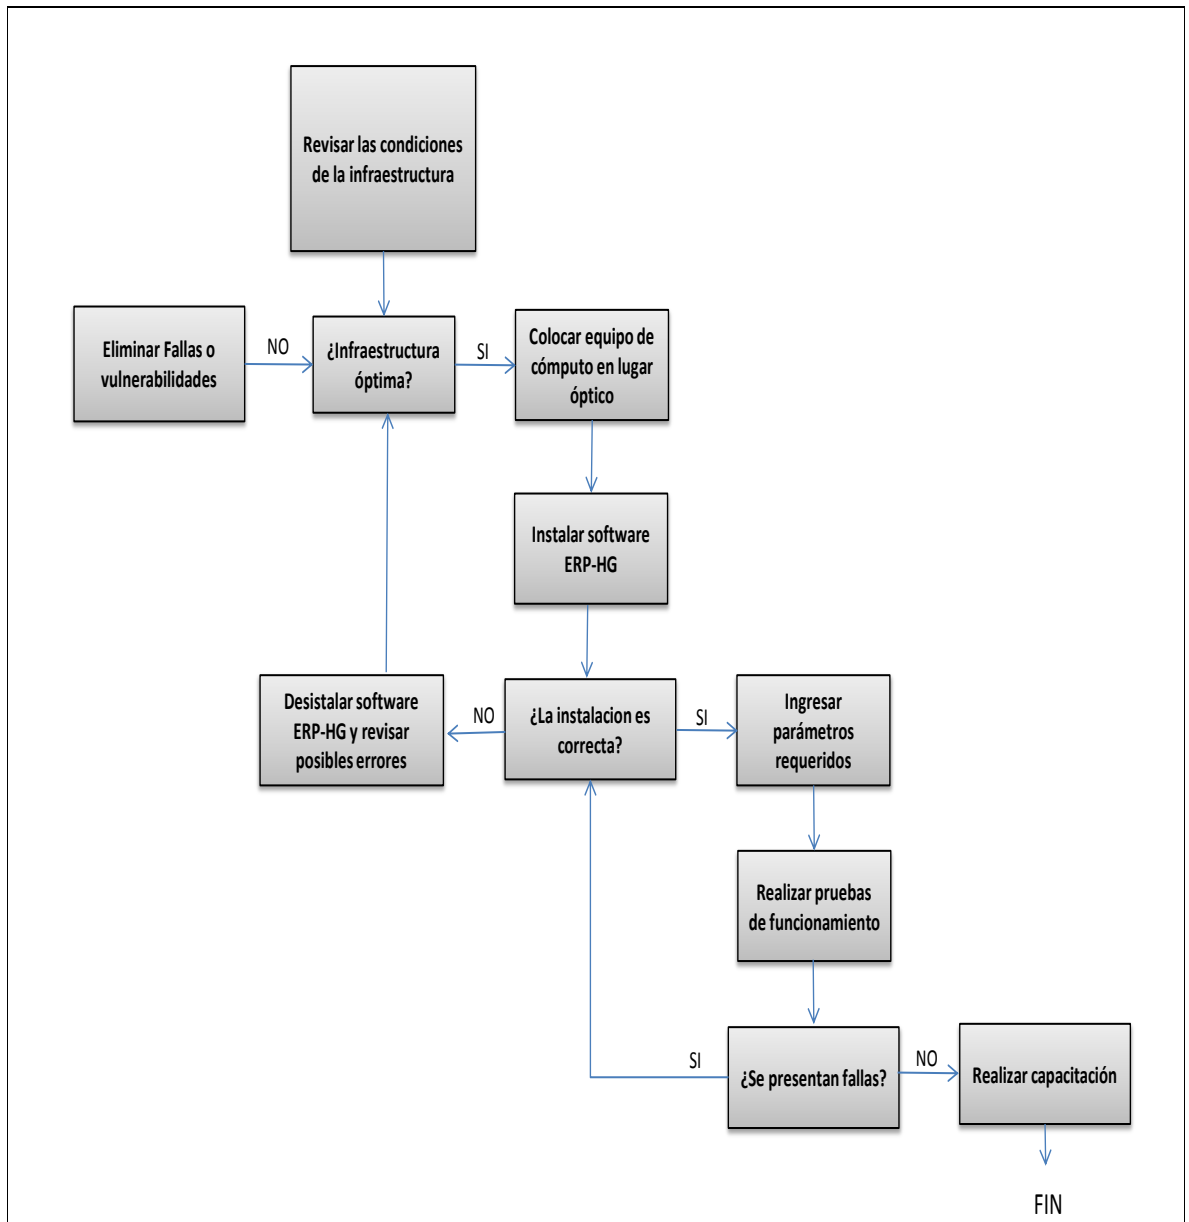 Revisar las condiciones
de la infraestructura
Eliminar Fallas o
vulnerabilidades
NO
¿Infraestructura
óptima?
SI
Colocar equipo de
cómputo en lugar
óptico
Instalar software
ERP-HG
Desistalar software
ERP-HG y revisar
posibles errores
NO
¿La instalacion es
correcta?
SI
Ingresar
parámetros
requeridos
Realizar pruebas
de funcionamiento
SI
¿Se presentan fallas?
NO
Realizar capacitación
FIN